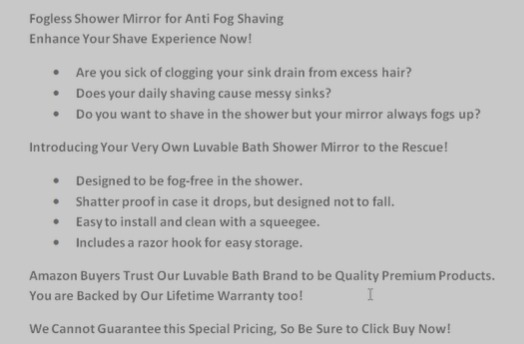 Fogless Shower Mirror for Anti Fog Shaving
Enhance Your Shave Experience Now!
• Are you sick of clogging your sink drain from excess hair?
• Does your daily shaving cause messy sinks?
• Do you want to shave in the shower but your mirror always fogs up?
Introducing Your Very Own Luvable Bath Shower Mirror to the Rescue!
• Designed to be fog-free in the shower.
• Shatter proof in case it drops, but designed not to fall.
• Easy to install and clean with a squeegee.
• Includes a razor hook for easy storage.
Amazon Buyers Trust Our Luvable Bath Brand to be Quality Premium Products.
You are Backed by Our Lifetime Warranty too!
We Cannot Guarantee this Special Pricing, So Be Sure to Click Buy Now!